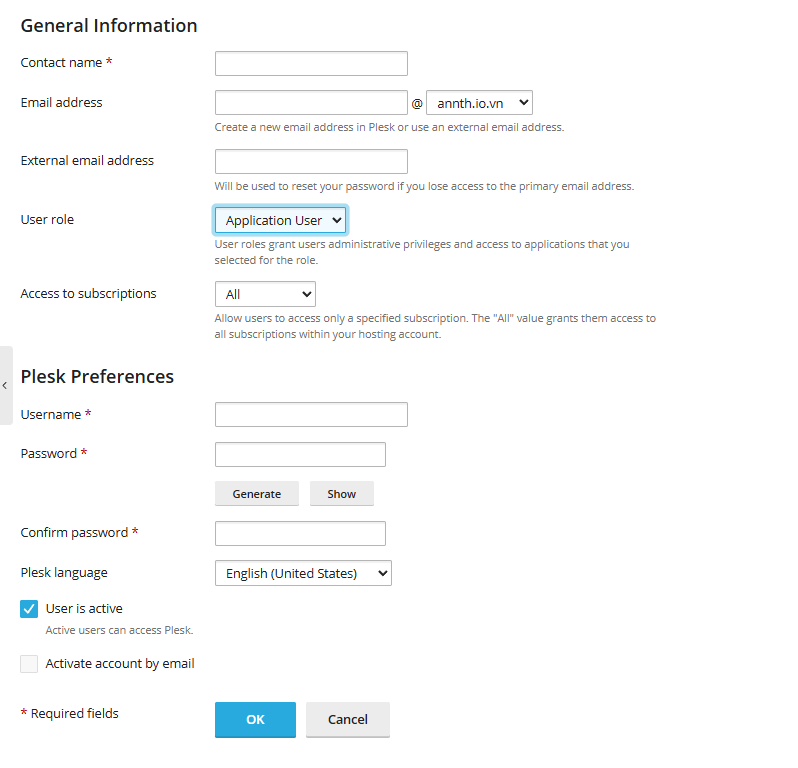 General Information
Contact name *
Email address @ annth.io.vn
Create a new email address in Plesk or use an external email address.
External email address
Will be used to reset your password if you lose access to the primary email address.
User role Application User
User roles grant users administrative privileges and access to applications that you
selected for the role.
Access to subscriptions All
Allow users to access only a specified subscription. The "All" value grants them access to
all subscriptions within your hosting account.
Plesk Preferences
Username *
Password *
Generate Show
Confirm password *
Plesk language English (United States)
User is active
Active users can access Plesk.
Activate account by email
* Required fields OK Cancel